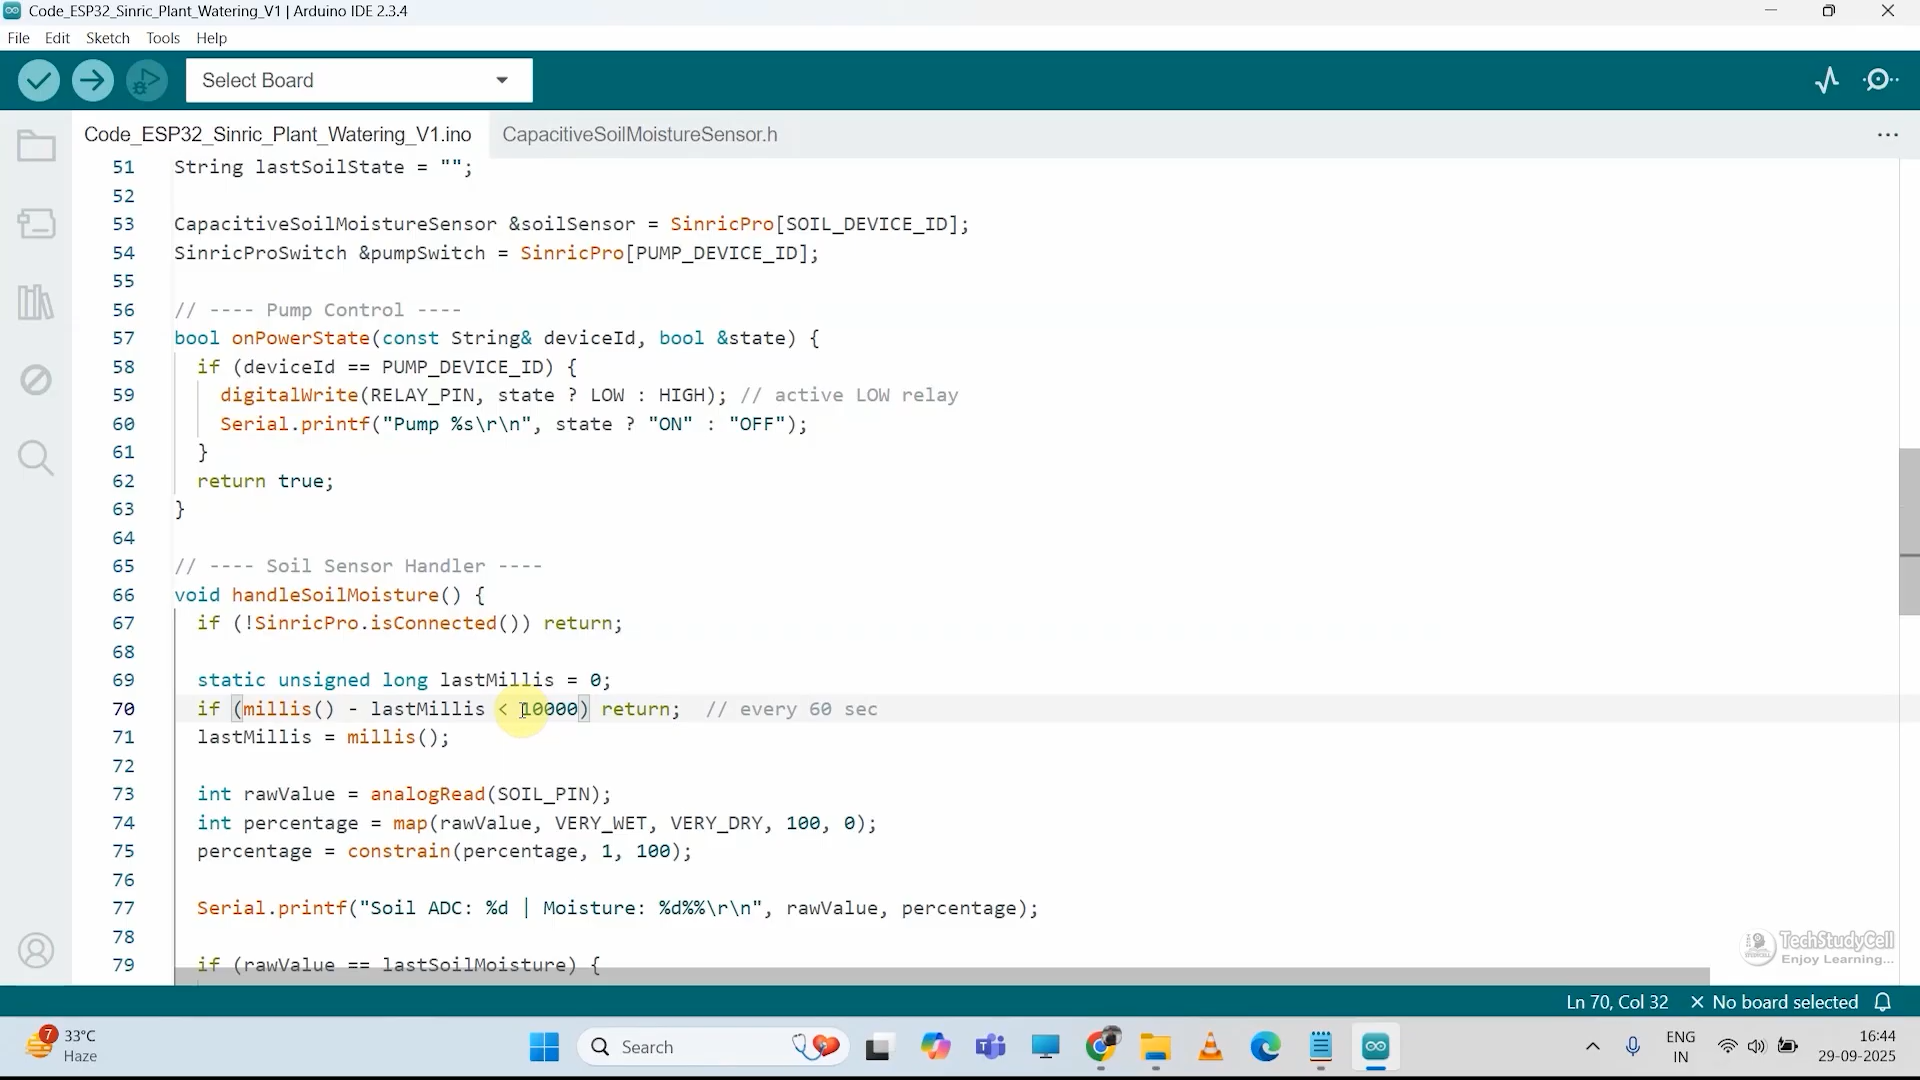 Code_ESP32_Sinric_Plant_Watering_V1 | Arduino IDE 2.3.4
File Edit Sketch Tools Help
Select Board
Code_ESP32_Sinric_Plant_Watering_V1.ino CapacitiveSoilMoistureSensor.h
51 String lastSoilState = "";
52
53 CapacitiveSoilMoistureSensor &soilSensor = SinricPro[SOIL_DEVICE_ID];
54 SinricProSwitch &pumpSwitch = SinricPro[PUMP_DEVICE_ID];
55
56 // ---- Pump Control ----
57 bool onPowerState(const String& deviceId, bool &state) {
58 if (deviceId == PUMP_DEVICE_ID) {
59 digitalWrite(RELAY_PIN, state ? LOW : HIGH); // active LOW relay
60 Serial.printf("Pump %s\r\n", state ? "ON" : "OFF");
61 }
62 return true;
63 }
64
65 // ---- Soil Sensor Handler ----
66 void handleSoilMoisture() {
67 if (!SinricPro.isConnected()) return;
68
69 static unsigned long lastMillis = 0;
70 if (millis() - lastMillis < 10000) return; // every 60 sec
71 lastMillis = millis();
72
73 int rawValue = analogRead(SOIL_PIN);
74 int percentage = map(rawValue, VERY_WET, VERY_DRY, 100, 0);
75 percentage = constrain(percentage, 1, 100);
76
77 Serial.printf("Soil ADC: %d | Moisture: %d%%\r\n", rawValue, percentage);
78
79 if (rawValue == lastSoilMoisture) {
TechStudyCell
Enjoy Learning...
Ln 70, Col 32 No board selected
7 33°C
Haze
Search
ENG
IN
16:44
29-09-2025